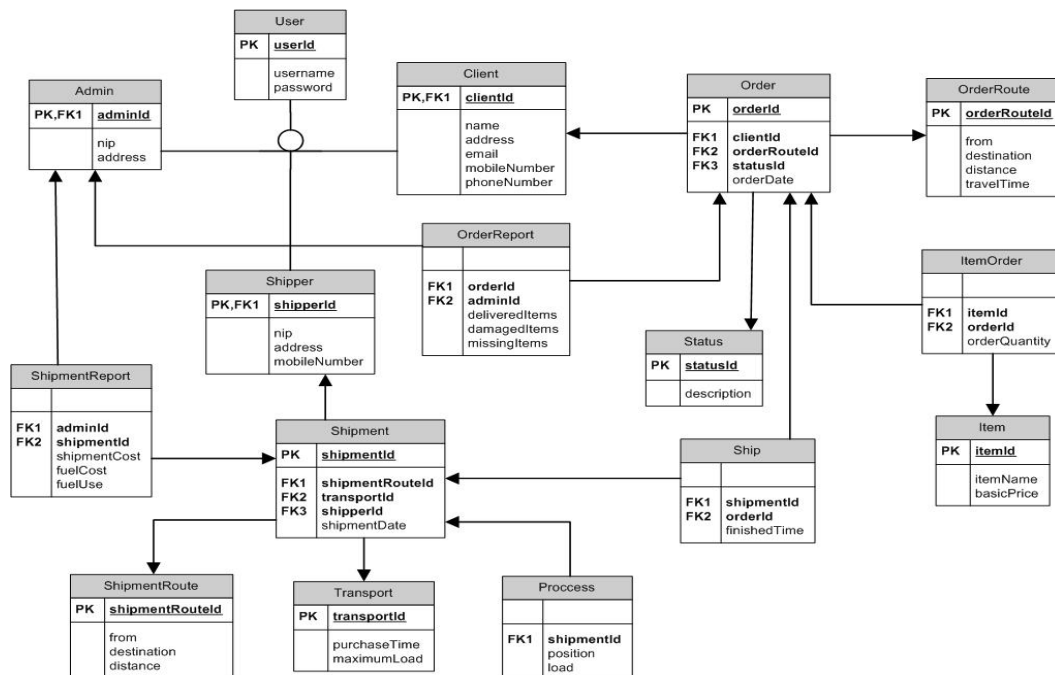 User
PK userId
username
password
Admin
PK,FK1 adminId
nip
address
Client
PK,FK1 clientId
name
address
email
mobileNumber
phoneNumber
Order
PK orderId
FK1 clientId
FK2 orderRouteId
FK3 statusId
orderDate
OrderRoute
PK orderRouteId
from
destination
distance
travelTime
OrderReport
FK1 orderId
FK2 adminId
deliveredItems
damagedItems
missingItems
ItemOrder
FK1 itemId
FK2 orderId
orderQuantity
Shipper
PK,FK1 shipperId
nip
address
mobileNumber
Status
PK statusId
description
ShipmentReport
FK1 adminId
FK2 shipmentId
shipmentCost
fuelCost
fuelUse
Shipment
PK shipmentId
FK1 shipmentRouteId
FK2 transportId
FK3 shipperId
shipmentDate
Ship
FK1 shipmentId
FK2 orderId
finishedTime
Item
PK itemId
itemName
basicPrice
ShipmentRoute
PK shipmentRouteId
from
destination
distance
Transport
PK transportId
purchaseTime
maximumLoad
Proccess
FK1 shipmentId
position
load